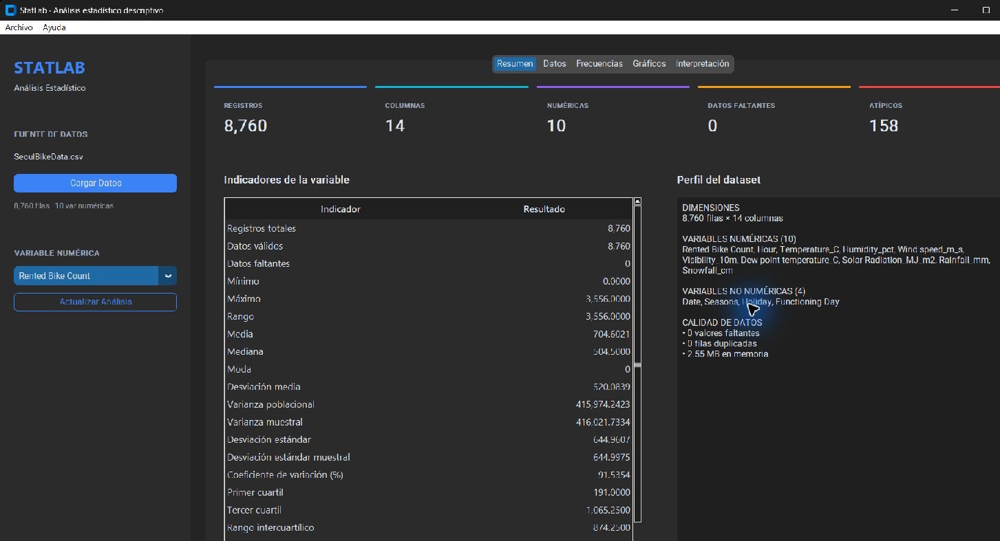 StatLab · Análisis estadístico descriptivo
Archivo Ayuda
STATLAB
Análisis Estadístico
FUENTE DE DATOS
SeoulBikeData.csv
Cargar Datos
8,760 filas · 10 var numéricas
VARIABLE NUMÉRICA
Rented Bike Count
Actualizar Análisis
Resumen Datos Frecuencias Gráficos Interpretación
REGISTROS COLUMNAS NUMÉRICAS DATOS FALTANTES ATÍPICOS
8,760 14 10 0 158
Indicadores de la variable
Indicador Resultado
Registros totales 8,760
Datos válidos 8,760
Datos faltantes 0
Mínimo 0.0000
Máximo 3,556.0000
Rango 3,556.0000
Media 704.6021
Mediana 504.5000
Moda 0
Desviación media 520.0839
Varianza poblacional 415,974.2423
Varianza muestral 416,021.7334
Desviación estándar 644.9607
Desviación estándar muestral 644.9975
Coeficiente de variación (%) 91.5354
Primer cuartil 191.0000
Tercer cuartil 1,065.2500
Rango intercuartílico 874.2500
Perfil del dataset
DIMENSIONES
8,760 filas × 14 columnas
VARIABLES NUMÉRICAS (10)
Rented Bike Count, Hour, Temperature_C, Humidity_pct, Wind speed_m_s,
Visibility_10m, Dew point temperature_C, Solar Radiation_MJ_m2, Rainfall_mm,
Snowfall_cm
VARIABLES NO NUMÉRICAS (4)
Date, Seasons, Holiday, Functioning Day
CALIDAD DE DATOS
• 0 valores faltantes
• 0 filas duplicadas
• 2.55 MB en memoria